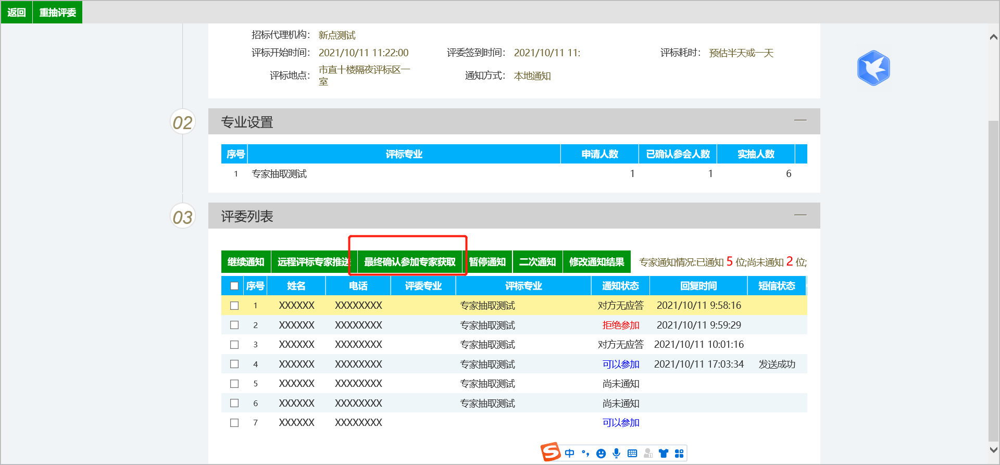 返回 重抽评委
招标代理机构： 新点测试
评标开始时间： 2021/10/11 11:22:00 评委签到时间： 2021/10/11 11: 评标耗时： 预估半天或一天
评标地点： 市直十楼隔夜评标区一室 通知方式： 本地通知
02 专业设置
序号 评标专业 申请人数 已确认参会人数 实抽人数
1 专家抽取测试 1 1 6
03 评委列表
继续通知 远程评标专家推送 最终确认参加专家获取 暂停通知 二次通知 修改通知结果 专家通知情况:已通知 5 位;尚未通知 2 位;
序号 姓名 电话 评委专业 评标专业 通知状态 回复时间 短信状态
1 XXXXXX XXXXXXXX 专家抽取测试 对方无应答 2021/10/11 9:58:16
2 XXXXXX XXXXXXXX 专家抽取测试 拒绝参加 2021/10/11 9:59:29
3 XXXXXX XXXXXXXX 专家抽取测试 对方无应答 2021/10/11 10:01:16
4 XXXXXX XXXXXXXX 专家抽取测试 可以参加 2021/10/11 17:03:34 发送成功
5 XXXXXX XXXXXXXX 专家抽取测试 尚未通知
6 XXXXXX XXXXXXXX 专家抽取测试 尚未通知
7 XXXXXX XXXXXXXX 可以参加
S 中